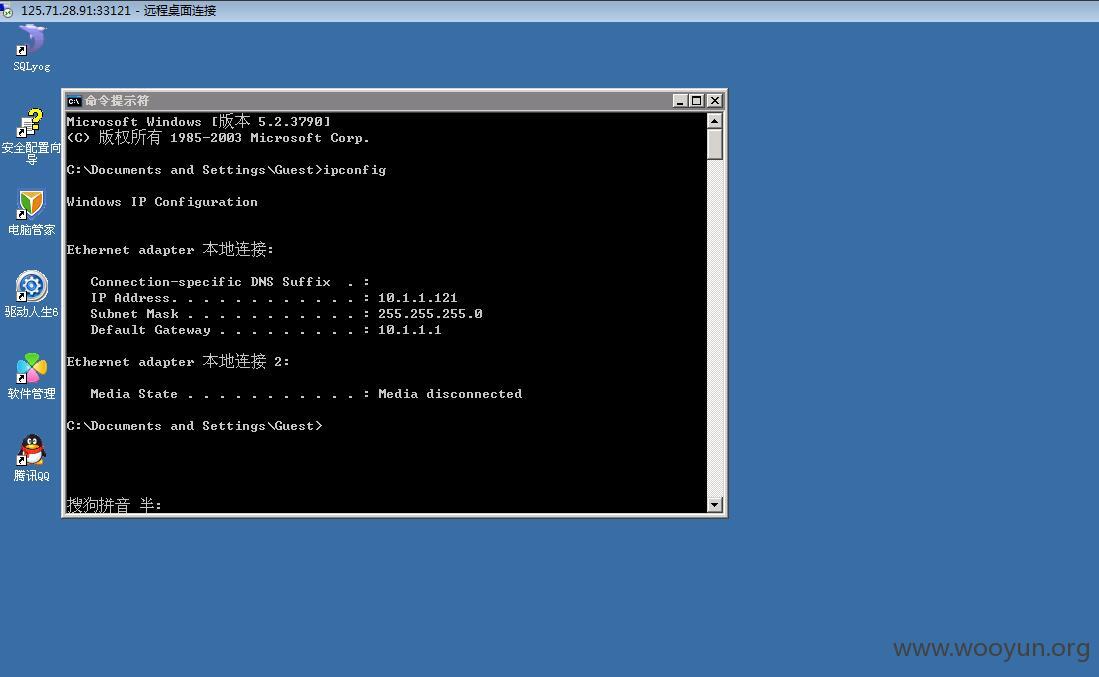 125.71.28.91:33121 - 远程桌面连接
SQLyog
安全配置向
导
电脑管家
驱动人生6
软件管理
腾讯QQ
命令提示符
Microsoft Windows [版本 5.2.3790]
(C) 版权所有 1985-2003 Microsoft Corp.
C:\Documents and Settings\Guest>ipconfig
Windows IP Configuration
Ethernet adapter 本地连接:
Connection-specific DNS Suffix  . :
IP Address. . . . . . . . . . . . : 10.1.1.121
Subnet Mask . . . . . . . . . . . : 255.255.255.0
Default Gateway . . . . . . . . . : 10.1.1.1
Ethernet adapter 本地连接 2:
Media State . . . . . . . . . . . : Media disconnected
C:\Documents and Settings\Guest>
搜狗拼音 半:
www.wooyun.org